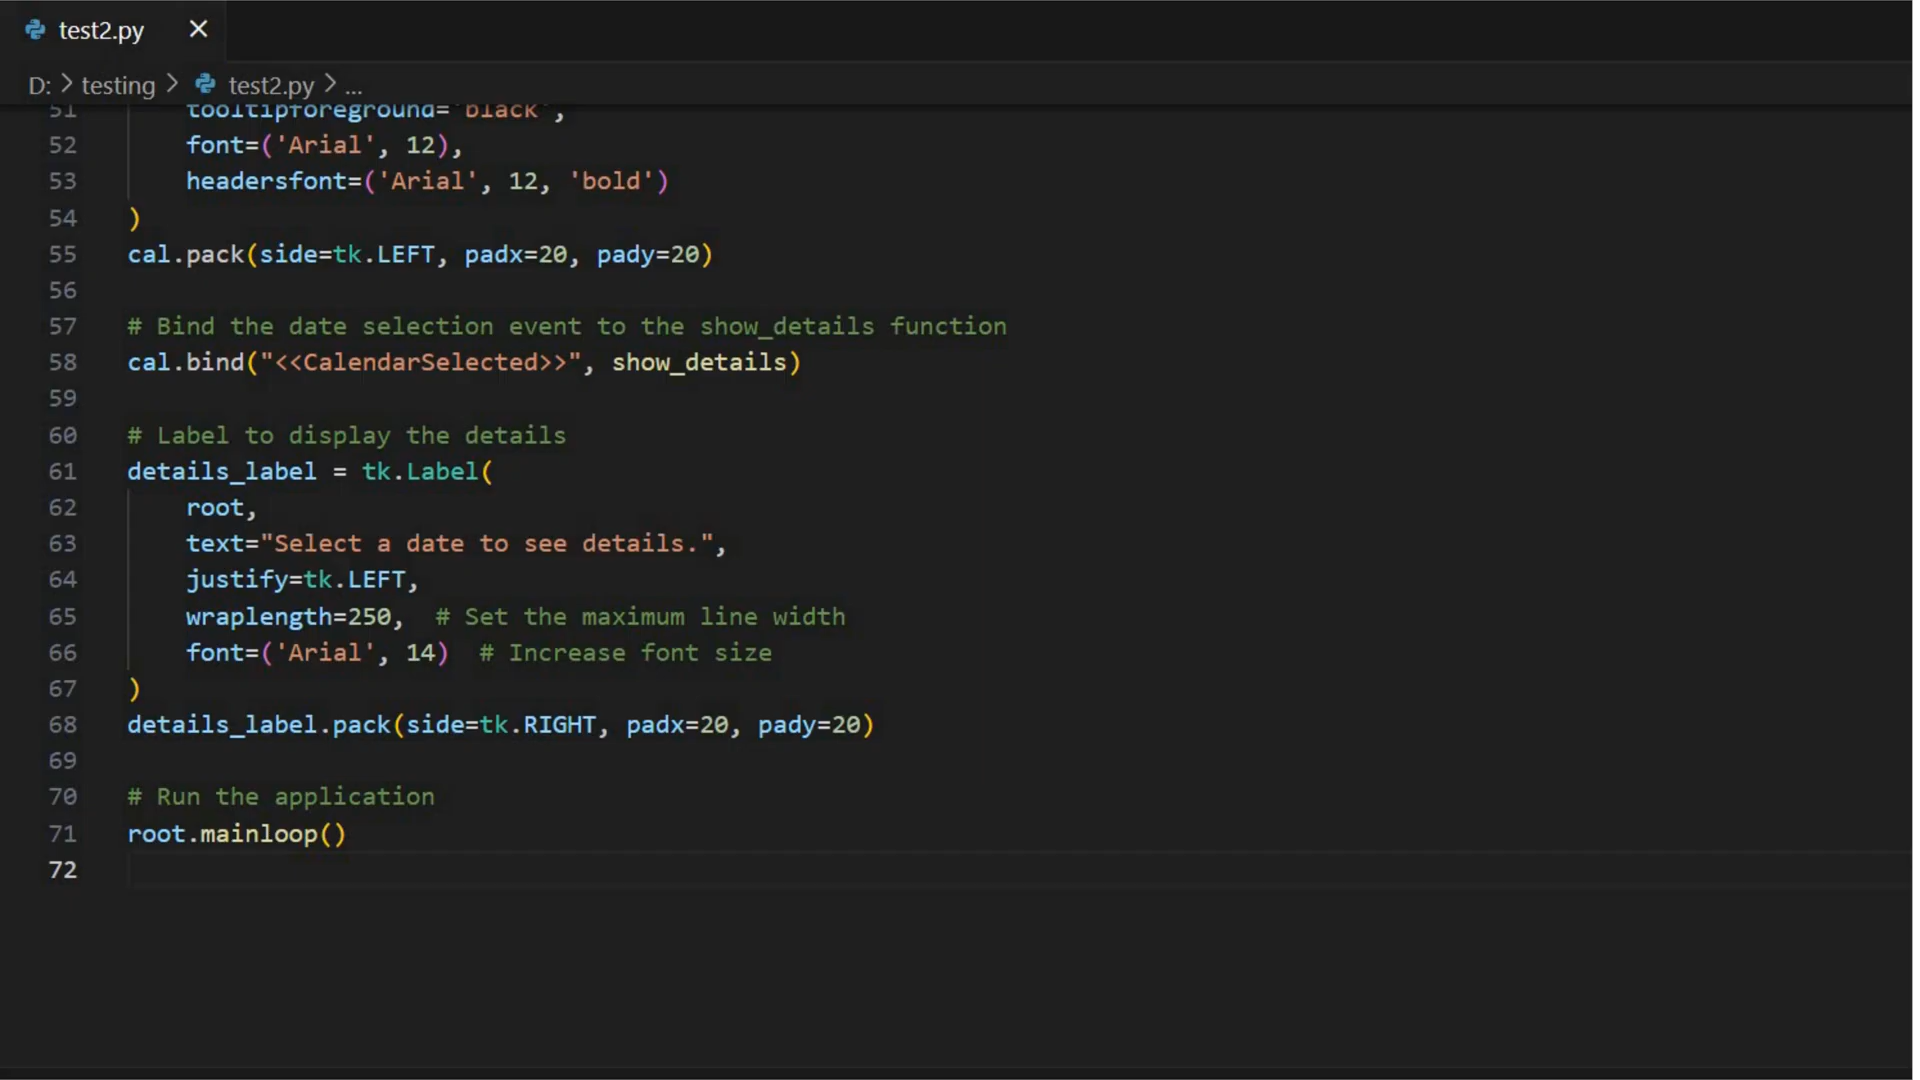 test2.py
D: > testing > test2.py > ...
51 tooltipforeground='black',
52 font=('Arial', 12),
53 headersfont=('Arial', 12, 'bold')
54 )
55 cal.pack(side=tk.LEFT, padx=20, pady=20)
56
57 # Bind the date selection event to the show_details function
58 cal.bind("<<CalendarSelected>>", show_details)
59
60 # Label to display the details
61 details_label = tk.Label(
62 root,
63 text="Select a date to see details.",
64 justify=tk.LEFT,
65 wraplength=250, # Set the maximum line width
66 font=('Arial', 14) # Increase font size
67 )
68 details_label.pack(side=tk.RIGHT, padx=20, pady=20)
69
70 # Run the application
71 root.mainloop()
72